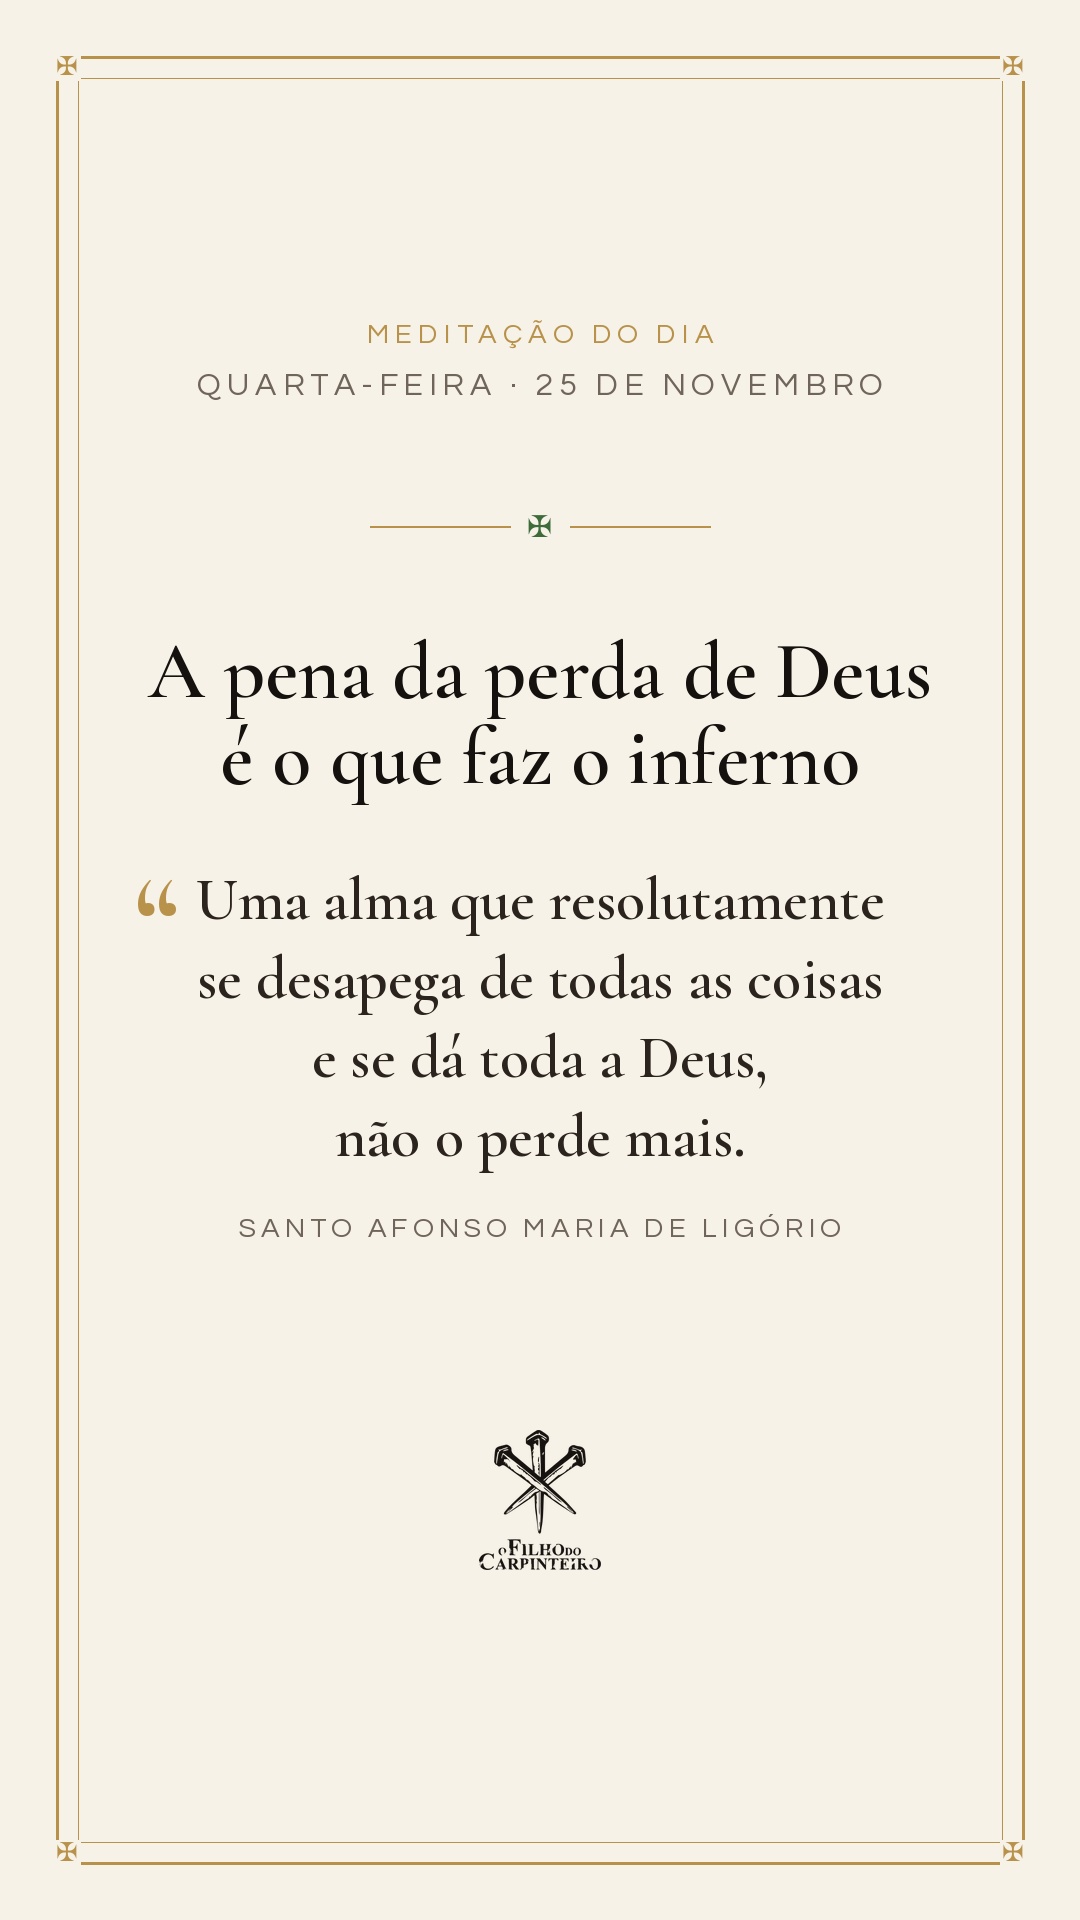 MEDITAÇÃO DO DIA
QUARTA-FEIRA · 25 DE NOVEMBRO
A pena da perda de Deus
é o que faz o inferno
“ Uma alma que resolutamente
se desapega de todas as coisas
e se dá toda a Deus,
não o perde mais.
SANTO AFONSO MARIA DE LIGÓRIO
O FILHO DO
CARPINTEIRO